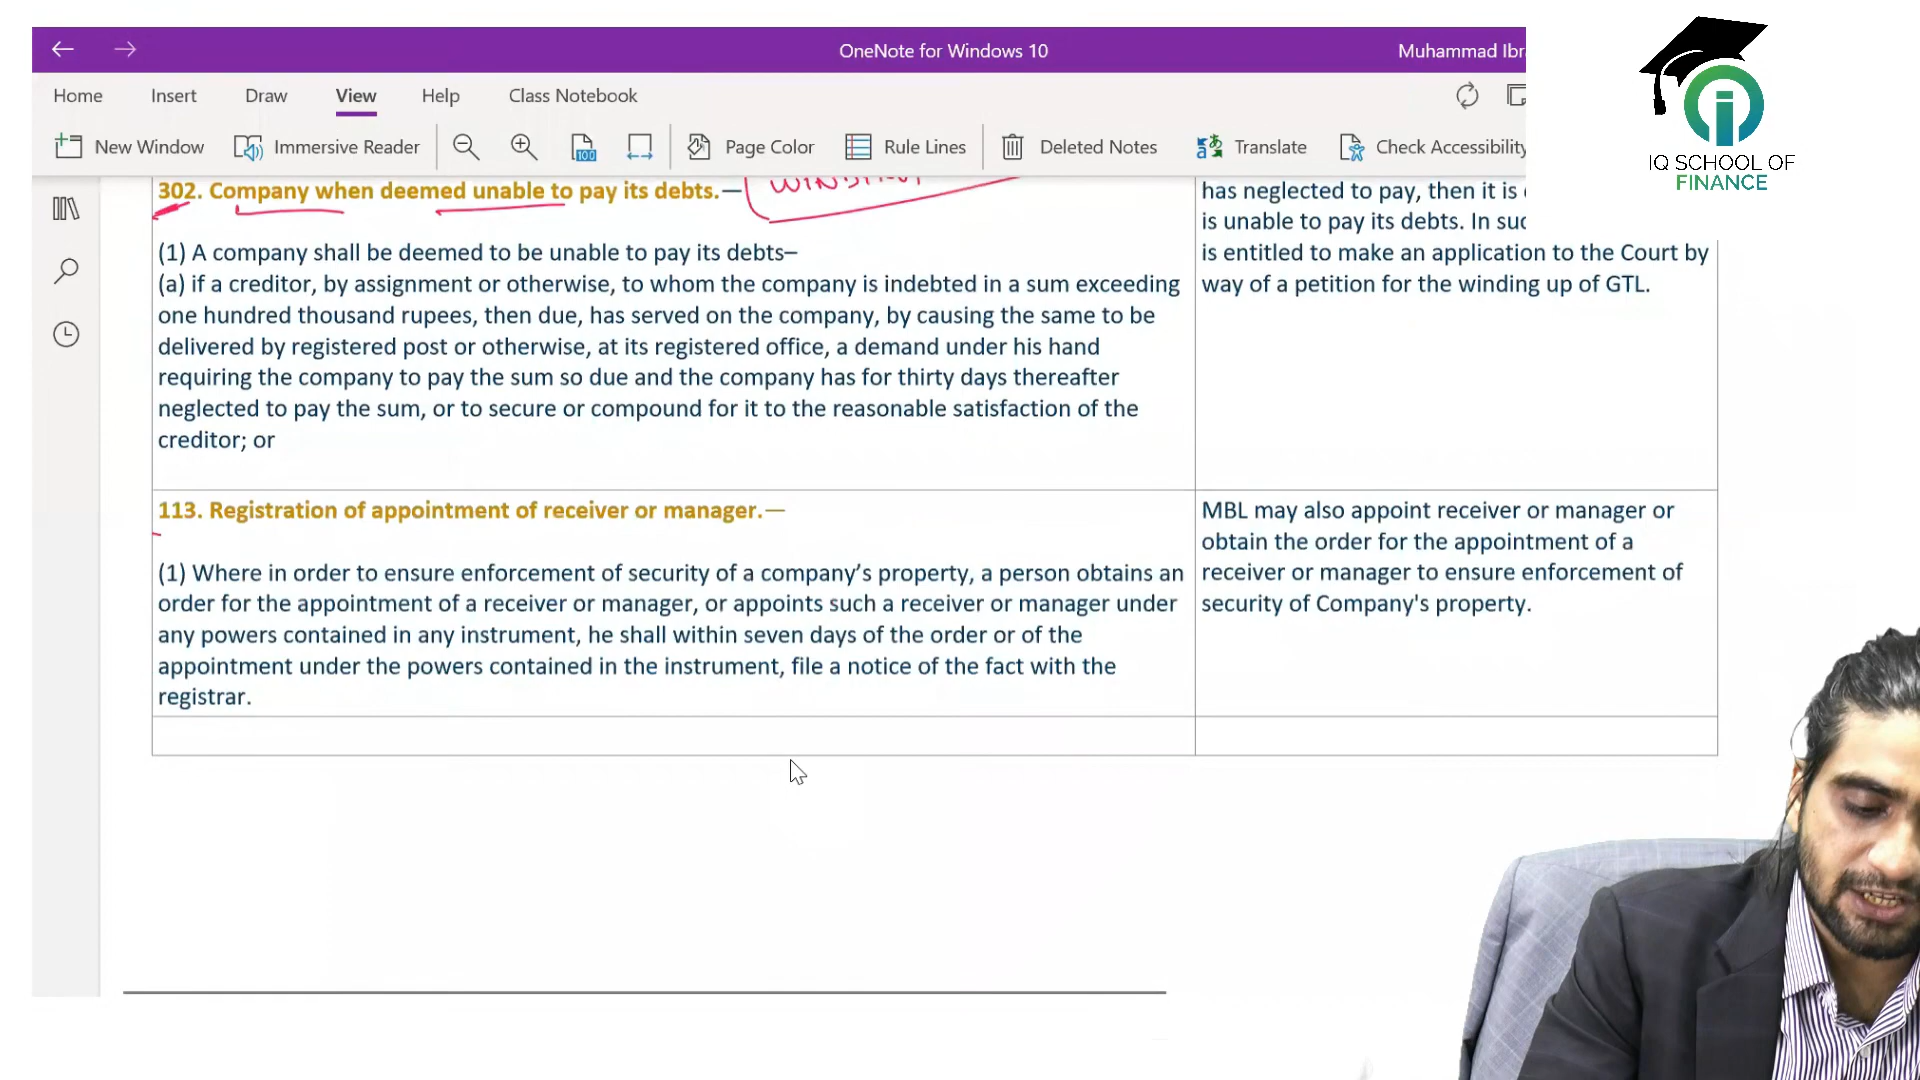 OneNote for Windows 10
Muhammad Ibr
Home Insert Draw View Help Class Notebook
New Window Immersive Reader Page Color Rule Lines Deleted Notes Translate Check Accessibility
IQ SCHOOL OF
FINANCE
302. Company when deemed unable to pay its debts.—
(1) A company shall be deemed to be unable to pay its debts–
(a) if a creditor, by assignment or otherwise, to whom the company is indebted in a sum exceeding
one hundred thousand rupees, then due, has served on the company, by causing the same to be
delivered by registered post or otherwise, at its registered office, a demand under his hand
requiring the company to pay the sum so due and the company has for thirty days thereafter
neglected to pay the sum, or to secure or compound for it to the reasonable satisfaction of the
creditor; or
has neglected to pay, then it is
is unable to pay its debts. In suc
is entitled to make an application to the Court by
way of a petition for the winding up of GTL.
113. Registration of appointment of receiver or manager.—
(1) Where in order to ensure enforcement of security of a company's property, a person obtains an
order for the appointment of a receiver or manager, or appoints such a receiver or manager under
any powers contained in any instrument, he shall within seven days of the order or of the
appointment under the powers contained in the instrument, file a notice of the fact with the
registrar.
MBL may also appoint receiver or manager or
obtain the order for the appointment of a
receiver or manager to ensure enforcement of
security of Company's property.